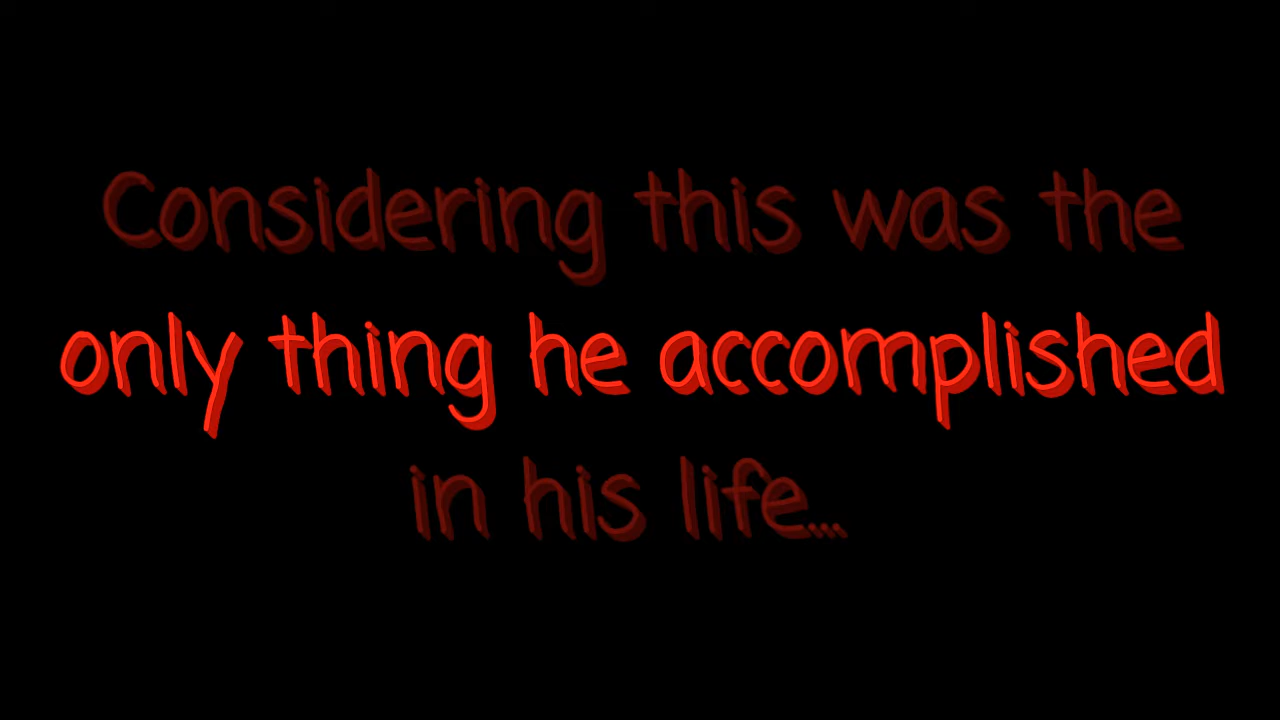 Considering this was the
only thing he accomplished
in his life...